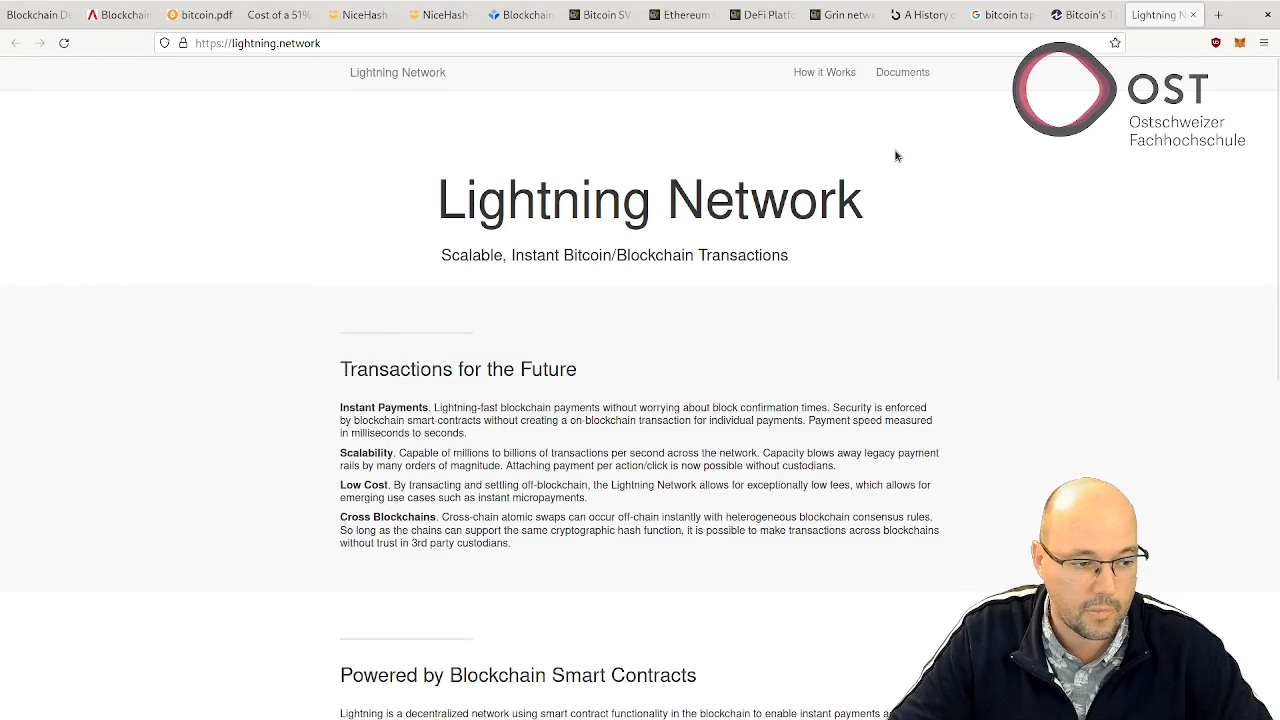 Blockchain De
Blockchain
bitcoin.pdf
Cost of a 51%
NiceHash -
NiceHash -
Blockchain
Bitcoin SV
Ethereum
DeFi Platf
Grin netwo
A History o
bitcoin tap
Bitcoin's T
Lightning N
https://lightning.network
Lightning Network
How it Works
Documents
OST
Ostschweizer
Fachhochschule
Lightning Network
Scalable, Instant Bitcoin/Blockchain Transactions
Transactions for the Future
Instant Payments. Lightning-fast blockchain payments without worrying about block confirmation times. Security is enforced
by blockchain smart-contracts without creating a on-blockchain transaction for individual payments. Payment speed measured
in milliseconds to seconds.
Scalability. Capable of millions to billions of transactions per second across the network. Capacity blows away legacy payment
rails by many orders of magnitude. Attaching payment per action/click is now possible without custodians.
Low Cost. By transacting and settling off-blockchain, the Lightning Network allows for exceptionally low fees, which allows for
emerging use cases such as instant micropayments.
Cross Blockchains. Cross-chain atomic swaps can occur off-chain instantly with heterogeneous blockchain consensus rules.
So long as the chains can support the same cryptographic hash function, it is possible to make transactions across blockchains
without trust in 3rd party custodians.
Powered by Blockchain Smart Contracts
Lightning is a decentralized network using smart contract functionality in the blockchain to enable instant payments a